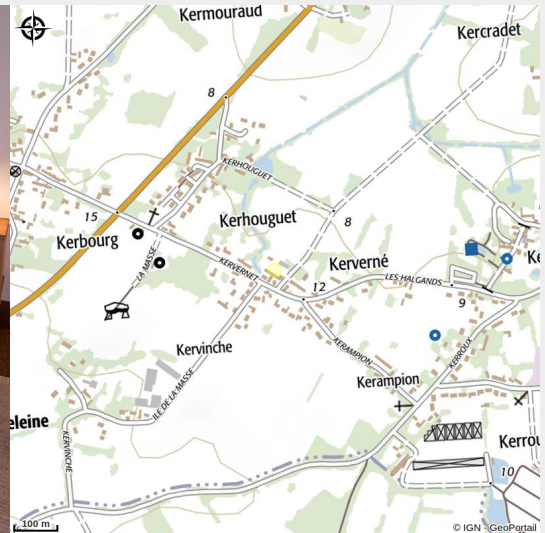 Kermouraud
Kercradet
8
KERHOUGUET
15
Kerhouguet
8
Kerbourg
LA MASSE
KERVERNET
Kerverné
LES HALGANDS
Ke
12
9
Kervinche
KERAMPION
KERROUX
Kerampion
ILE DE LA MASSE
eleine
KERVINCHE
Kerrou
10
100 m
© IGN - GeoPortail